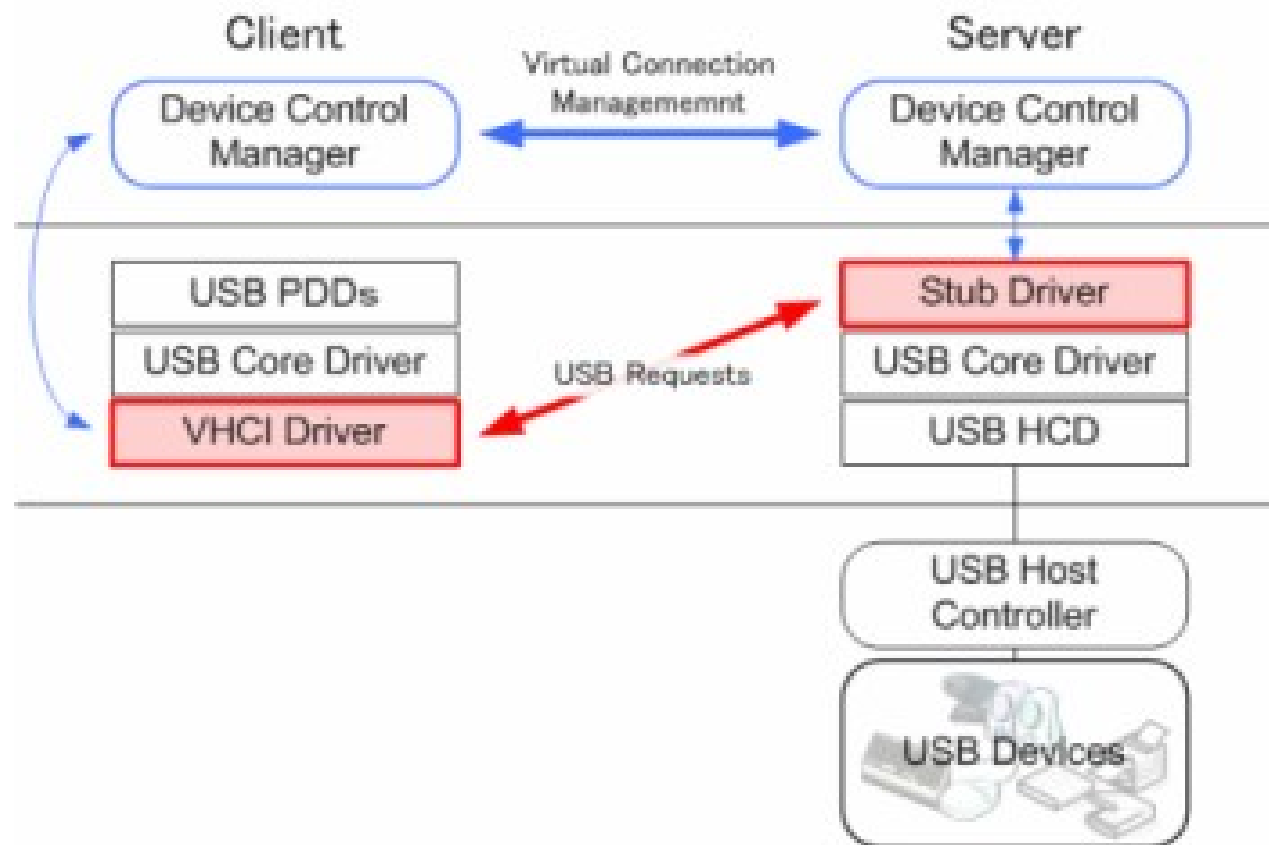 Client
Server
Virtual Connection
Managememnt
Device Control
Manager
Device Control
Manager
USB PDDs
USB Core Driver
VHCI Driver
USB Requests
Stub Driver
USB Core Driver
USB HCD
USB Host
Controller
USB Devices